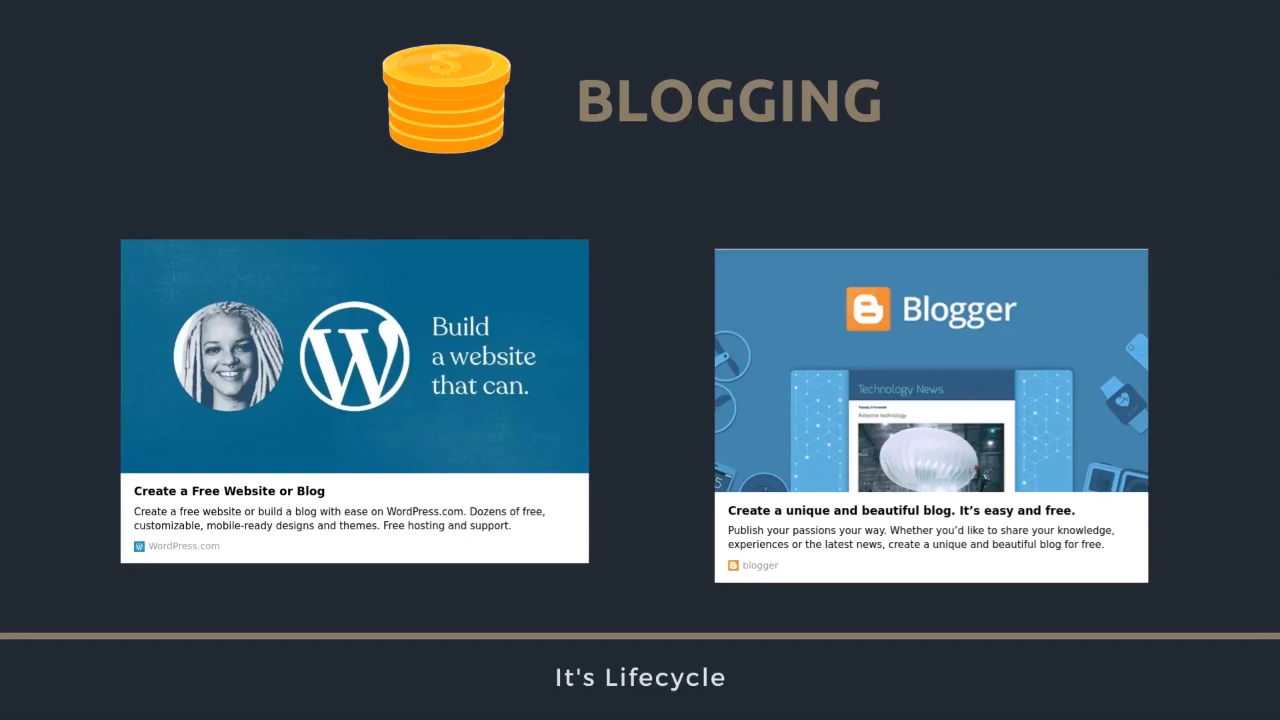 $
BLOGGING
W
Build
a website
that can.
Create a Free Website or Blog
Create a free website or build a blog with ease on WordPress.com. Dozens of free,
customizable, mobile-ready designs and themes. Free hosting and support.
WordPress.com
Blogger
Technology News
Airborne technology
Create a unique and beautiful blog. It’s easy and free.
Publish your passions your way. Whether you’d like to share your knowledge,
experiences or the latest news, create a unique and beautiful blog for free.
blogger
It's Lifecycle